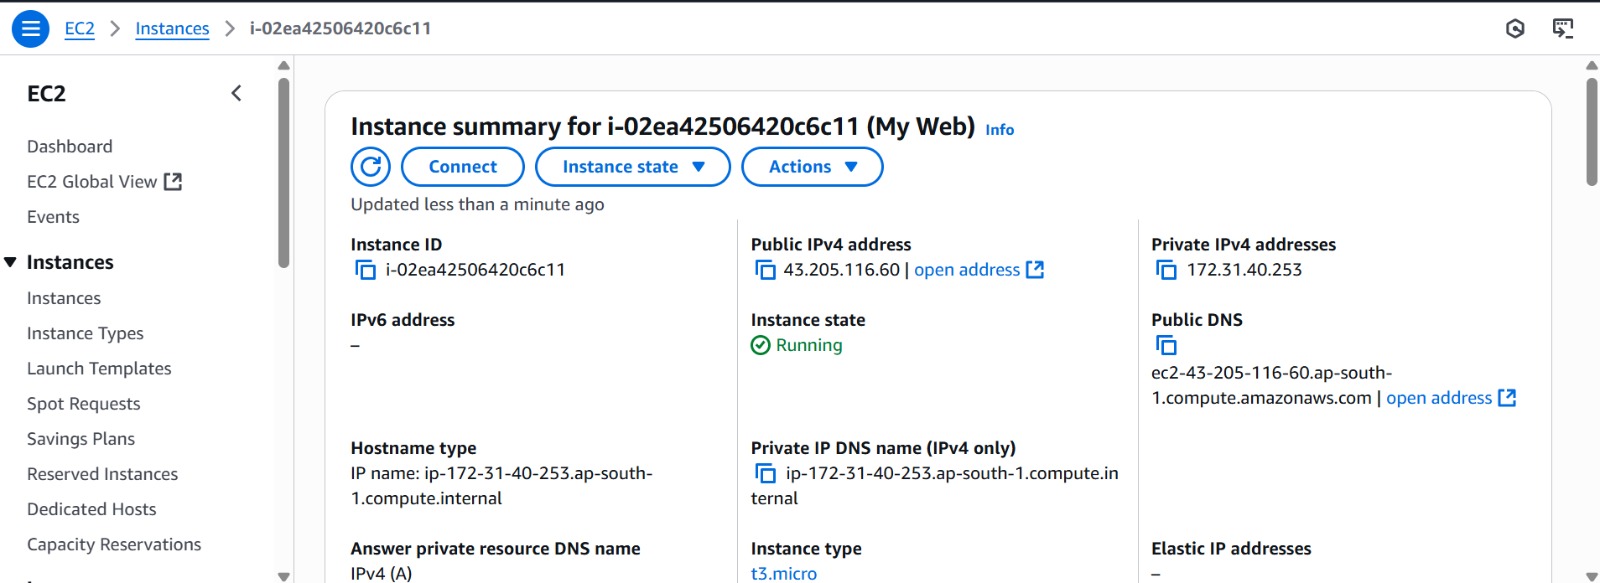 EC2 > Instances > i-02ea42506420c6c11
EC2
Dashboard
EC2 Global View
Events
Instances
Instances
Instance Types
Launch Templates
Spot Requests
Savings Plans
Reserved Instances
Dedicated Hosts
Capacity Reservations
Instance summary for i-02ea42506420c6c11 (My Web) Info
Connect
Instance state
Actions
Updated less than a minute ago
Instance ID
i-02ea42506420c6c11
Public IPv4 address
43.205.116.60 | open address
Private IPv4 addresses
172.31.40.253
IPv6 address
–
Instance state
Running
Public DNS
ec2-43-205-116-60.ap-south-
1.compute.amazonaws.com | open address
Hostname type
IP name: ip-172-31-40-253.ap-south-
1.compute.internal
Private IP DNS name (IPv4 only)
ip-172-31-40-253.ap-south-1.compute.in
ternal
Answer private resource DNS name
IPv4 (A)
Instance type
t3.micro
Elastic IP addresses
–